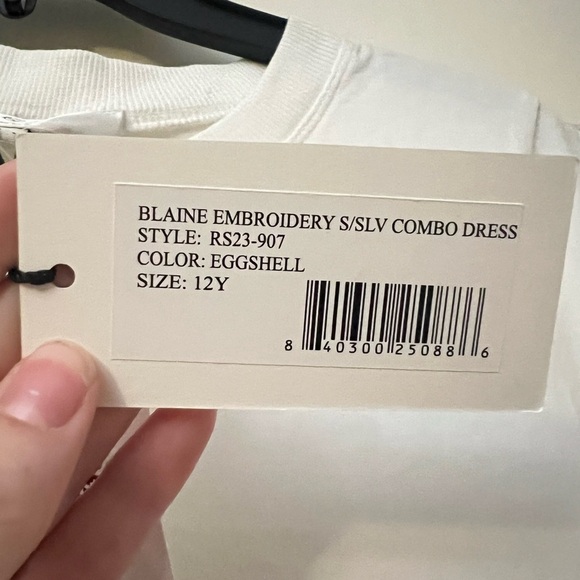 BLAINE EMBROIDERY S/SLV COMBO DRESS
STYLE: RS23-907
COLOR: EGGSHELL
SIZE: 12Y
8 40300 25088 6